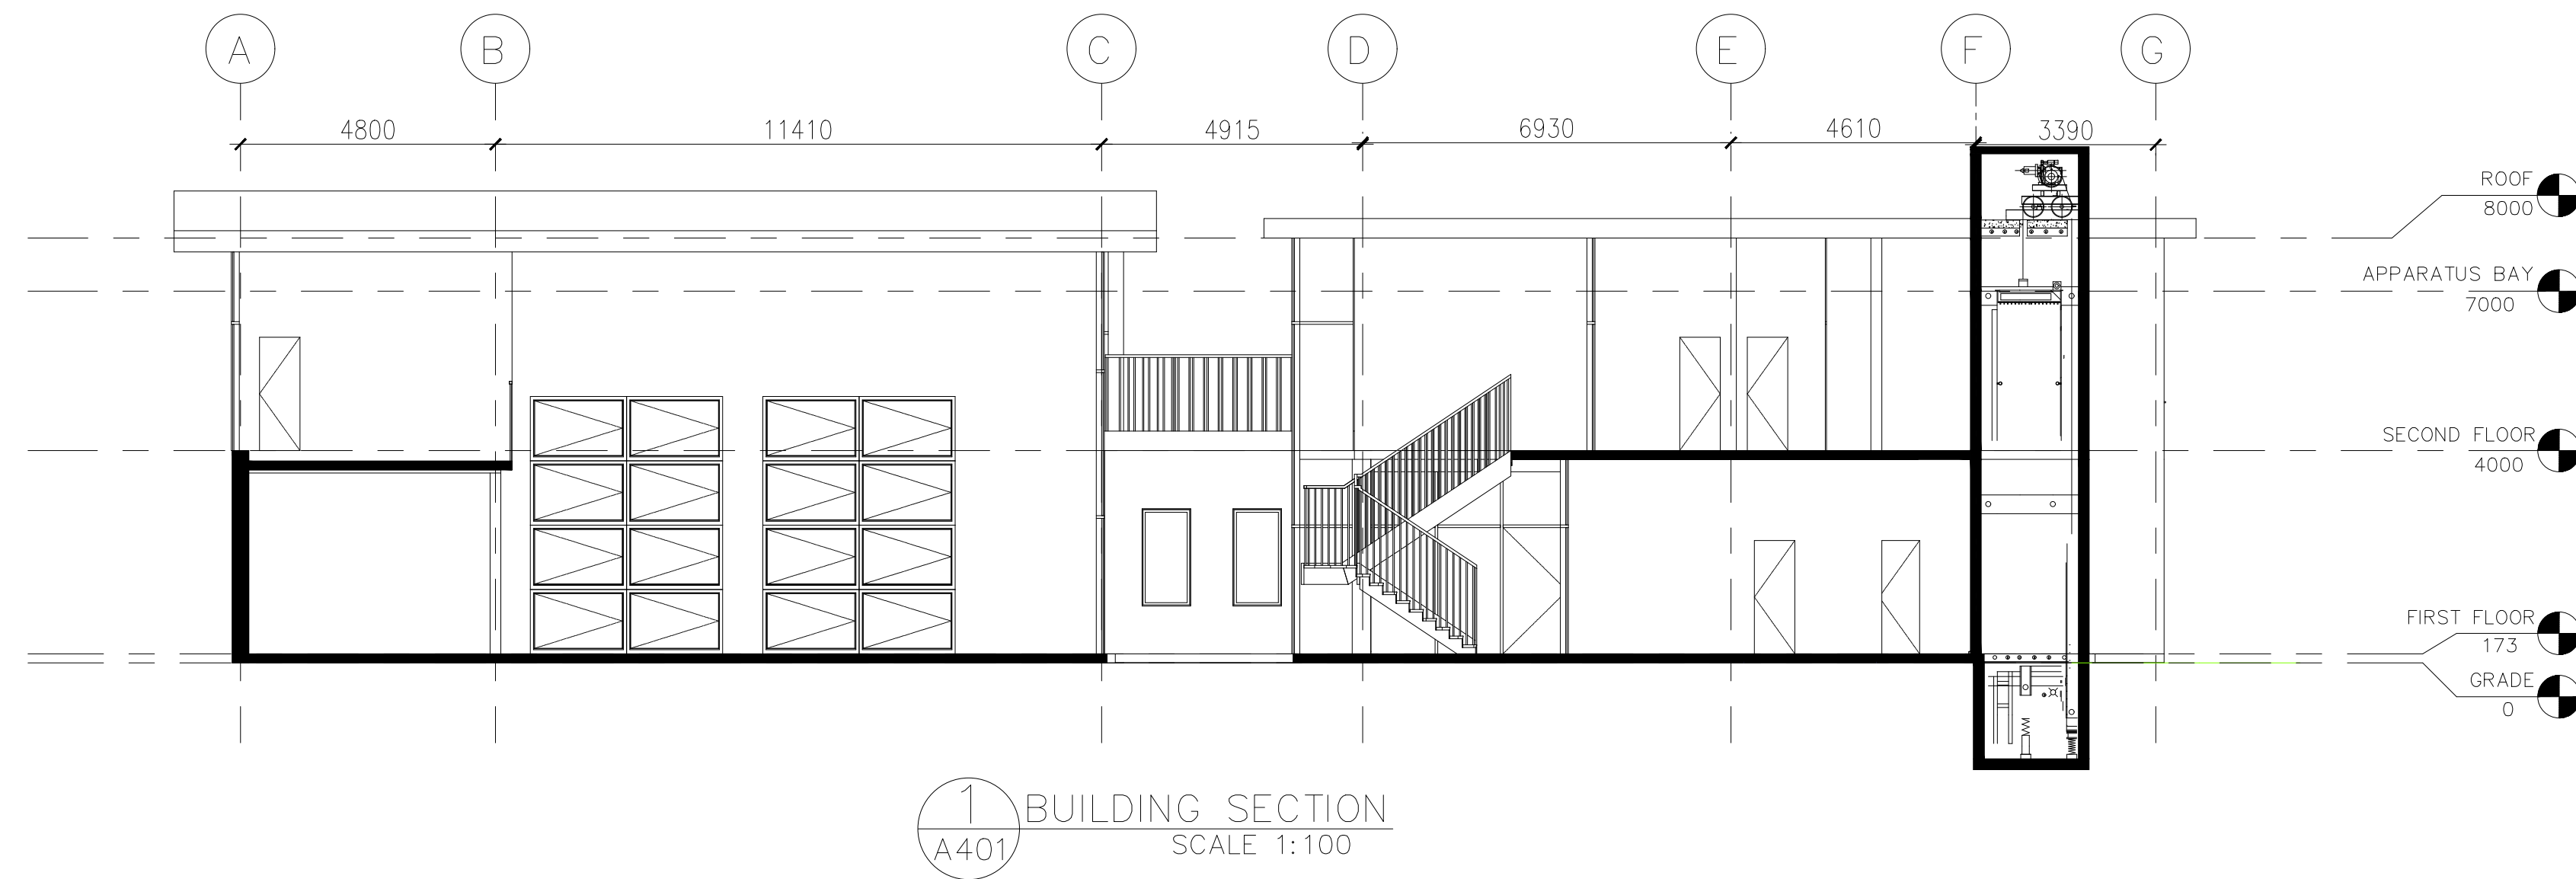 A B C D E F G
4800 11410 4915 6930 4610 3390
ROOF
8000
APPARATUS BAY
7000
SECOND FLOOR
4000
FIRST FLOOR
173
GRADE
0
1 BUILDING SECTION
A401 SCALE 1:100